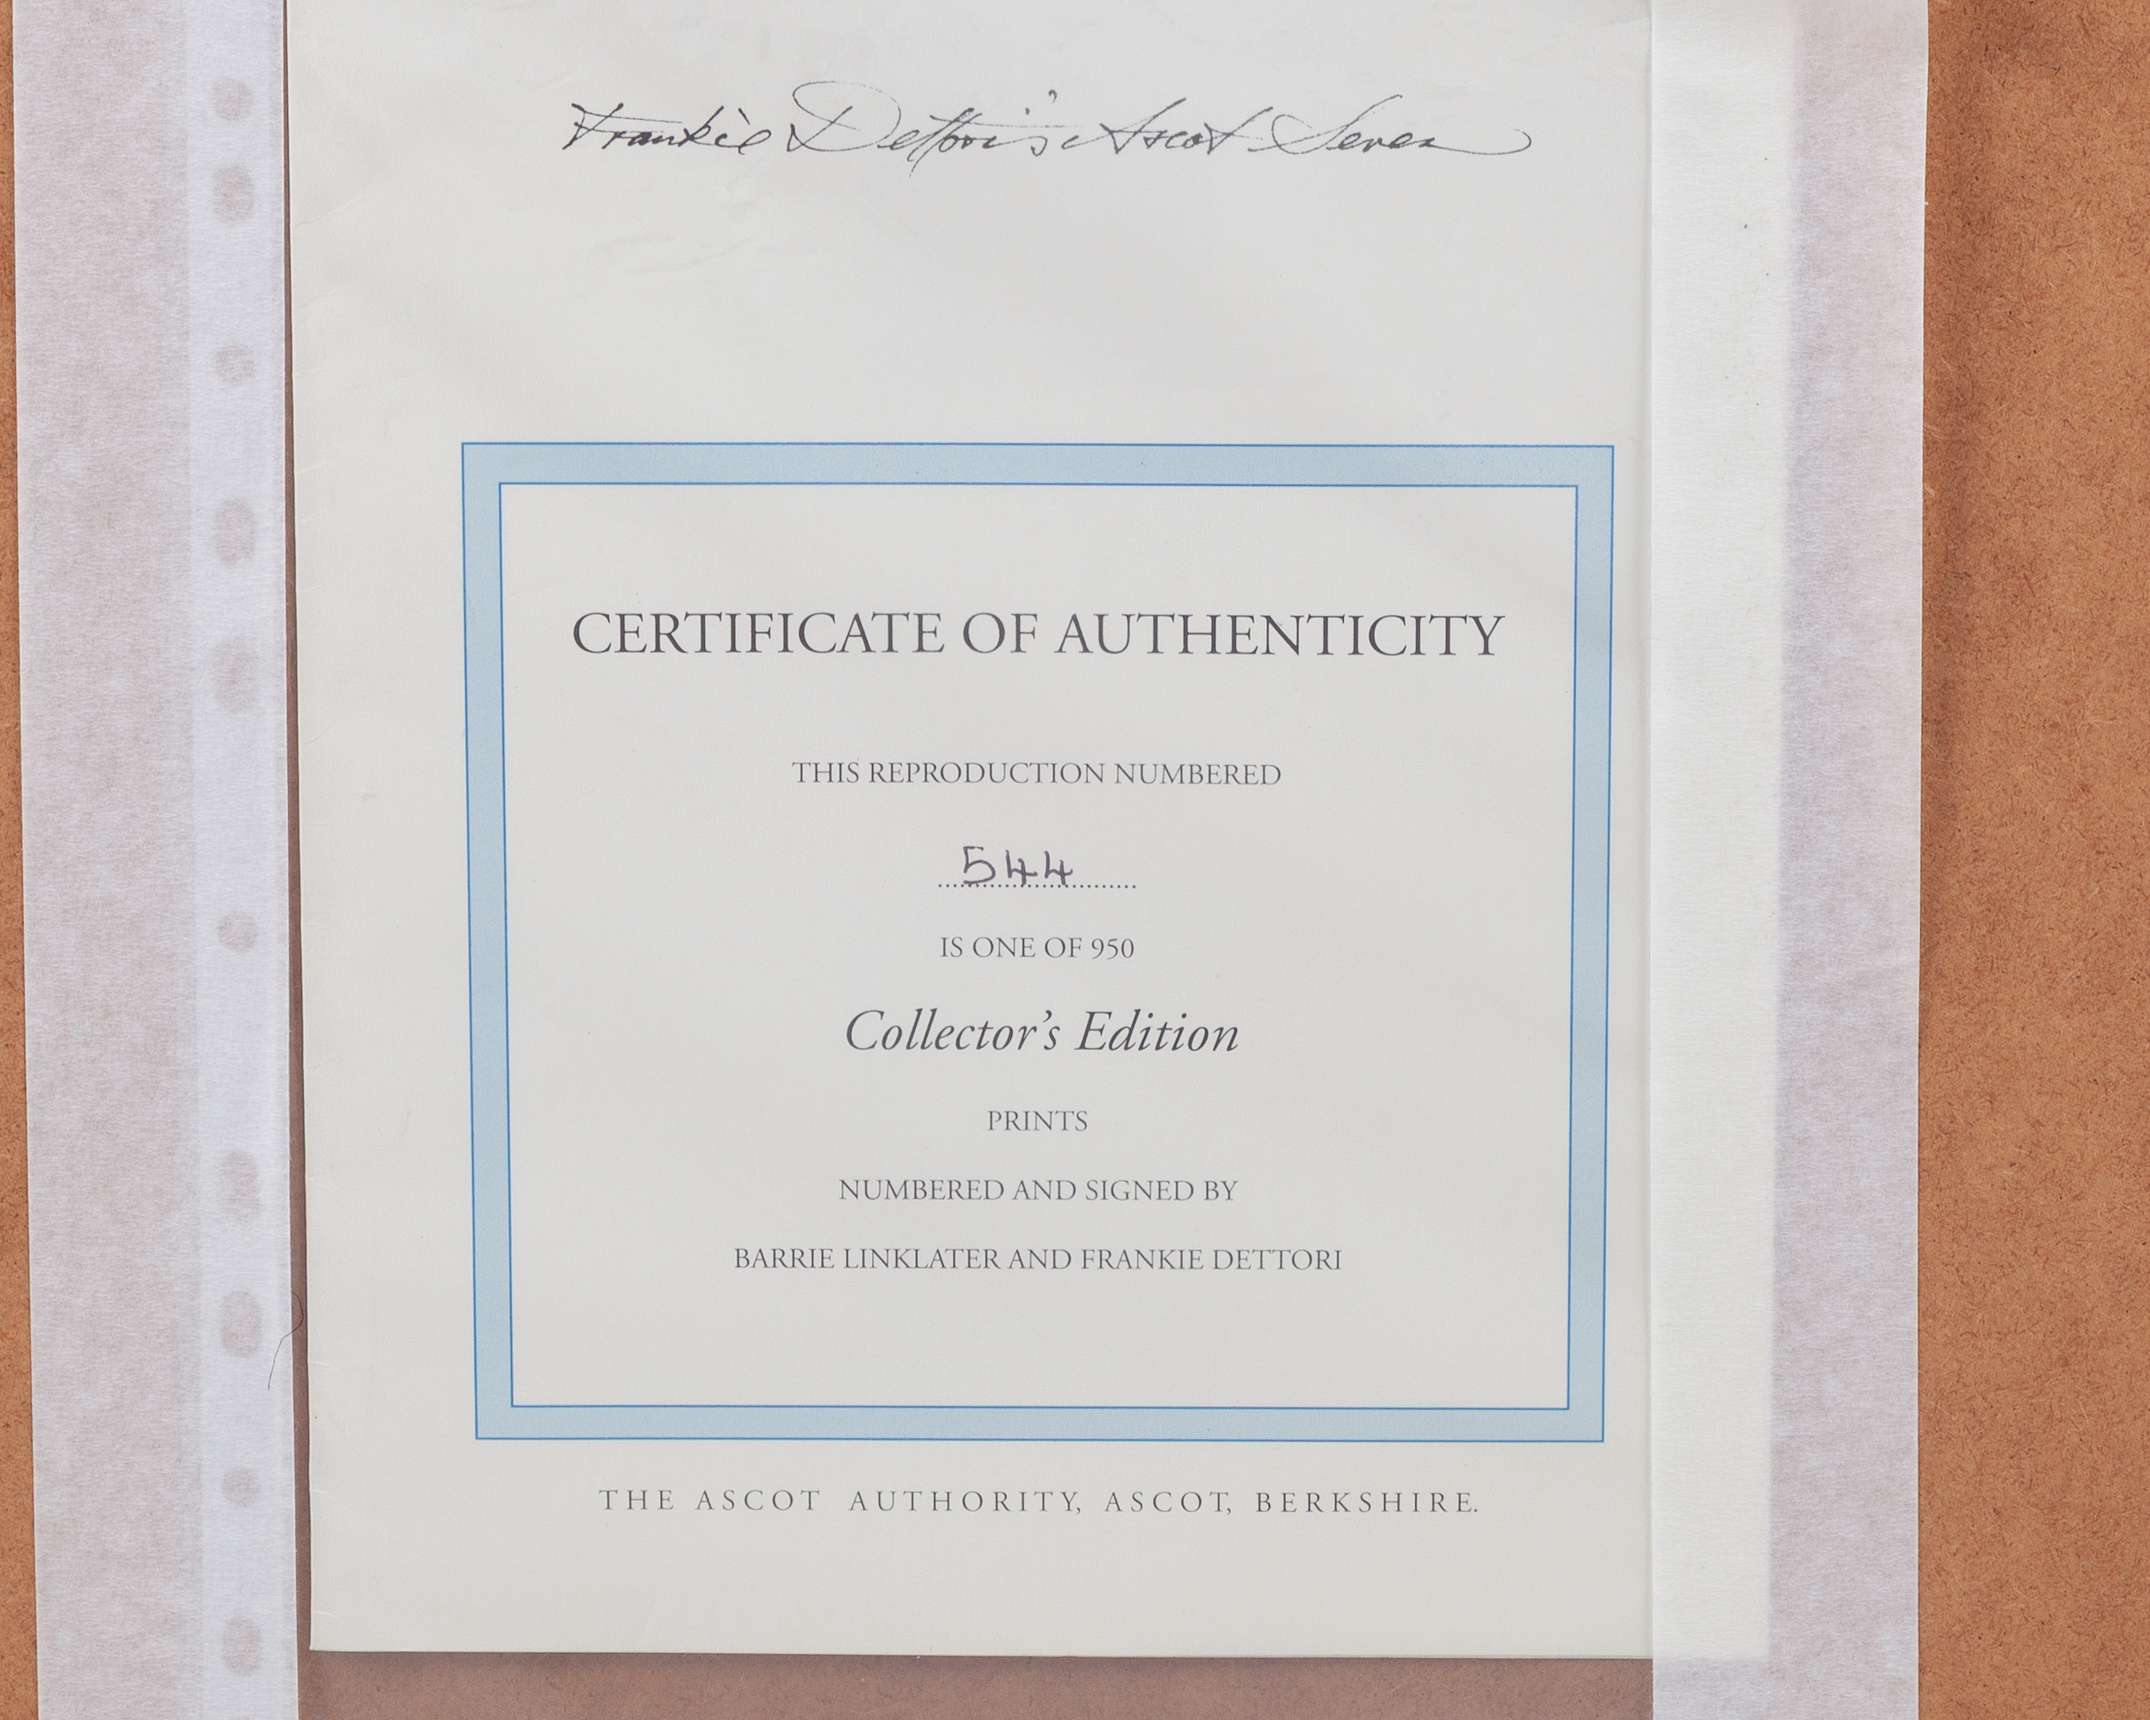 Frankie Dettori's Ascot Seven
CERTIFICATE OF AUTHENTICITY
THIS REPRODUCTION NUMBERED
544
IS ONE OF 950
Collector's Edition
PRINTS
NUMBERED AND SIGNED BY
BARRIE LINKLATER AND FRANKIE DETTORI
THE ASCOT AUTHORITY, ASCOT, BERKSHIRE.